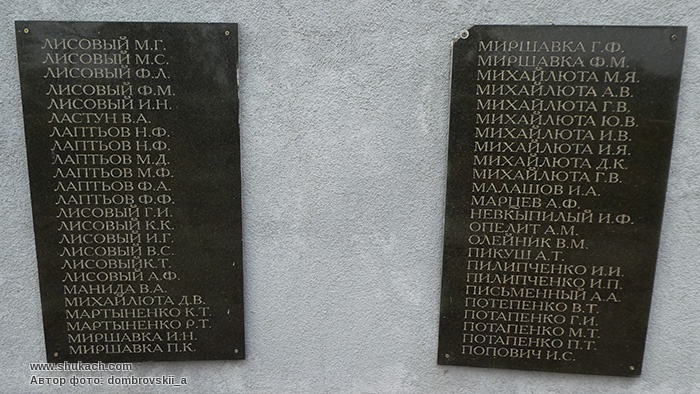 ЛИСОВЫЙ М.Г.
ЛИСОВЫЙ М.С.
ЛИСОВЫЙ Ф.Л.
ЛИСОВЫЙ Ф.М.
ЛИСОВЫЙ И.Н.
ЛАСТУН В.А.
ЛАПТЬОВ Н.Ф.
ЛАПТЬОВ Н.Ф.
ЛАПТЬОВ М.Д.
ЛАПТЬОВ М.Ф.
ЛАПТЬОВ Ф.А.
ЛАПТЬОВ Ф.Ф.
ЛИСОВЫЙ Г.И.
ЛИСОВЫЙ К.К.
ЛИСОВЫЙ И.Г.
ЛИСОВЫЙ В.С.
ЛИСОВЫЙ К.Т.
ЛИСОВЫЙ А.Ф.
МАНИДА В.А.
МИХАЙЛЮТА Д.В.
МАРТЫНЕНКО К.Т.
МАРТЫНЕНКО Р.Т.
МИРШАВКА И.Н.
МИРШАВКА П.К.
МИРШАВКА Г.Ф.
МИРШАВКА Ф.М.
МИХАЙЛЮТА М.Я.
МИХАЙЛЮТА А.В.
МИХАЙЛЮТА Г.В.
МИХАЙЛЮТА Ю.В.
МИХАЙЛЮТА И.В.
МИХАЙЛЮТА И.Я.
МИХАЙЛЮТА Д.К.
МИХАЙЛЮТА Г.В.
МАЛАШОВ И.А.
МАРЦЕВ А.Ф.
НЕВКЫПИЛЫЙ И.Ф.
ОПЕЛИТ А.М.
ОЛЕЙНИК В.М.
ПИКУШ А.Т.
ПИЛИПЧЕНКО И.И.
ПИЛИПЧЕНКО И.П.
ПИСЬМЕННЫЙ А.А.
ПОТЕПЕНКО В.Т.
ПОТАПЕНКО Г.И.
ПОТАПЕНКО М.Т.
ПОТАПЕНКО П.Т.
ПОПОВИЧ И.С.
www.shukach.com
Автор фото: dombrovskii_a